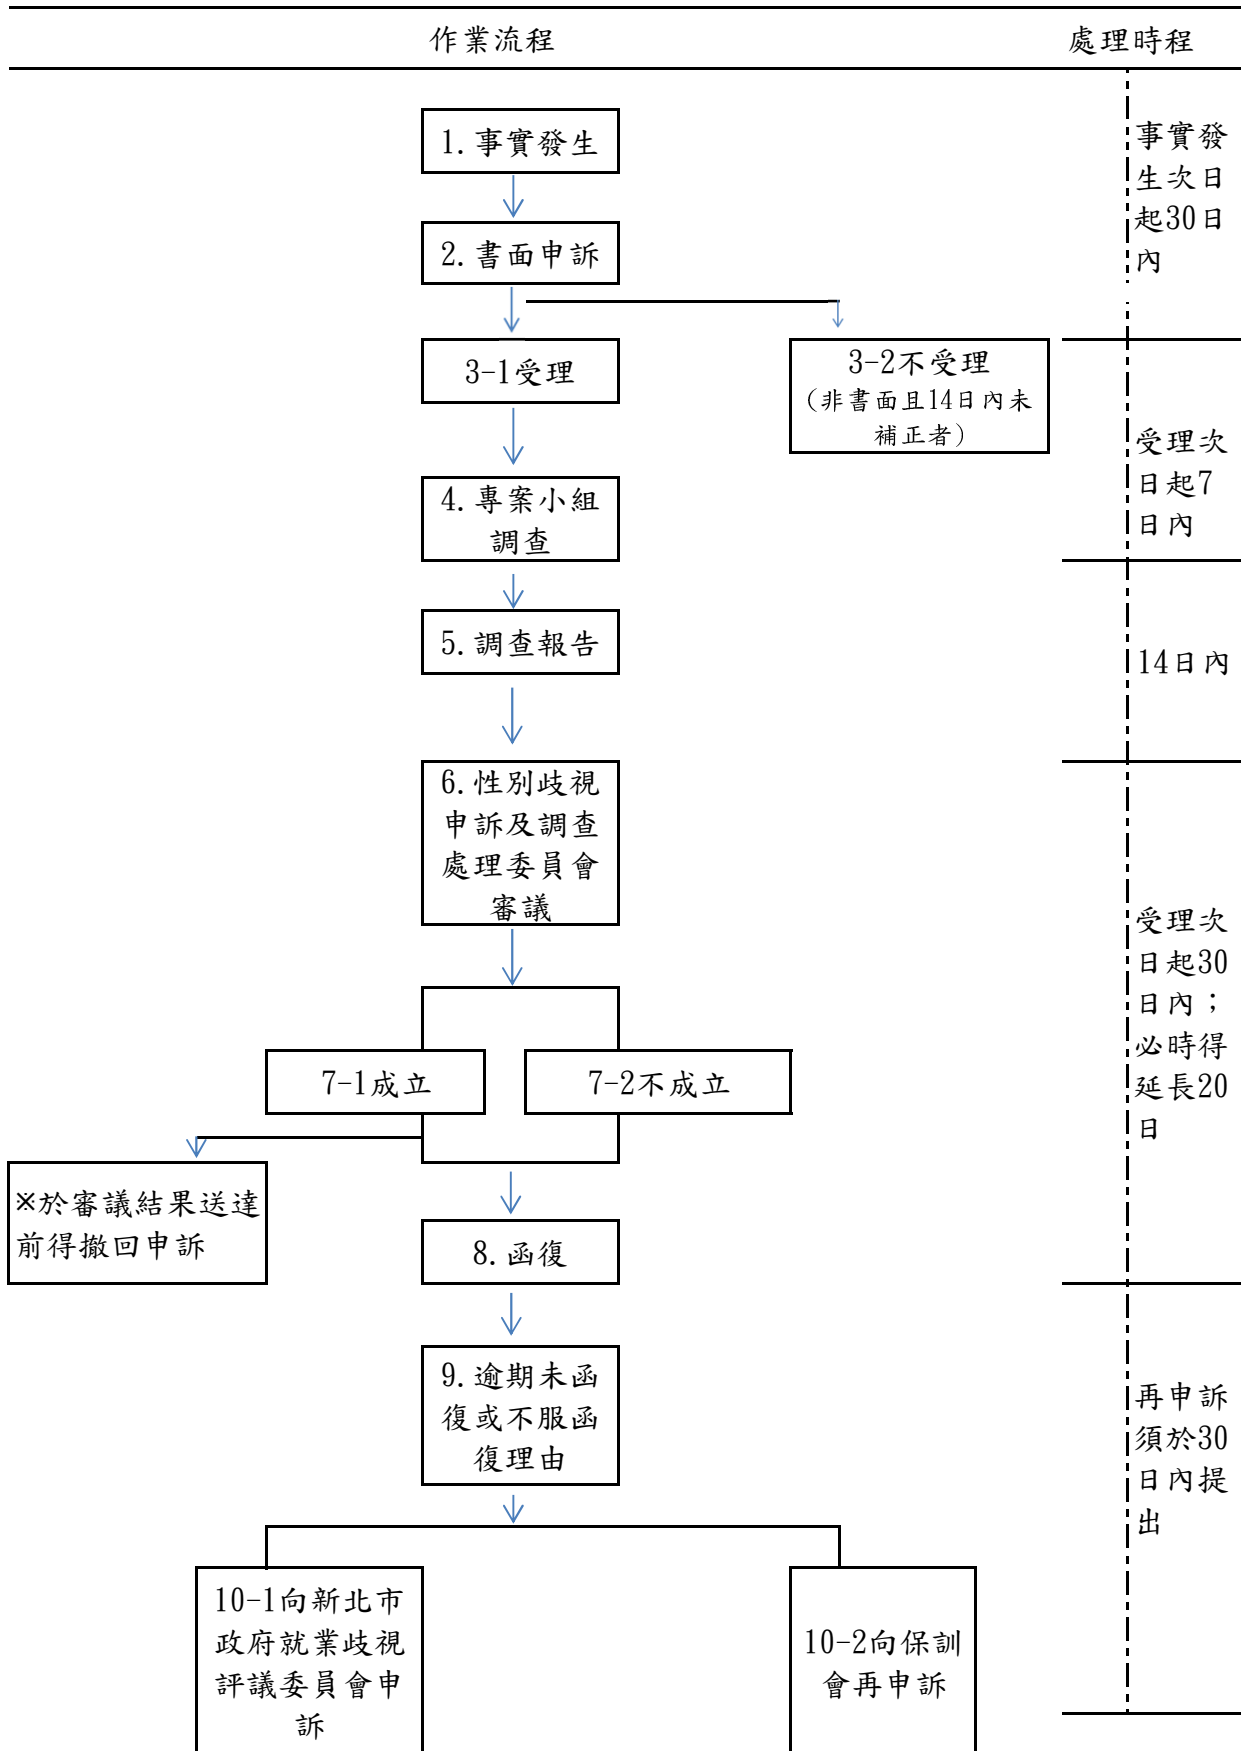 作業流程
處理時程
1.事實發生
事實發
生次日
起30日
內
2.書面申訴
3-1受理
3-2不受理
（非書面且14日內未
補正者）
受理次
日起7
日內
4.專案小組
調查
5.調查報告
14日內
6.性別歧視
申訴及調查
處理委員會
審議
受理次
日起30
日內；
必時得
延長20
日
7-1成立
7-2不成立
※於審議結果送達
前得撤回申訴
8.函復
9.逾期未函
復或不服函
復理由
再申訴
須於30
日內提
出
10-1向新北市
政府就業歧視
評議委員會申
訴
10-2向保訓
會再申訴